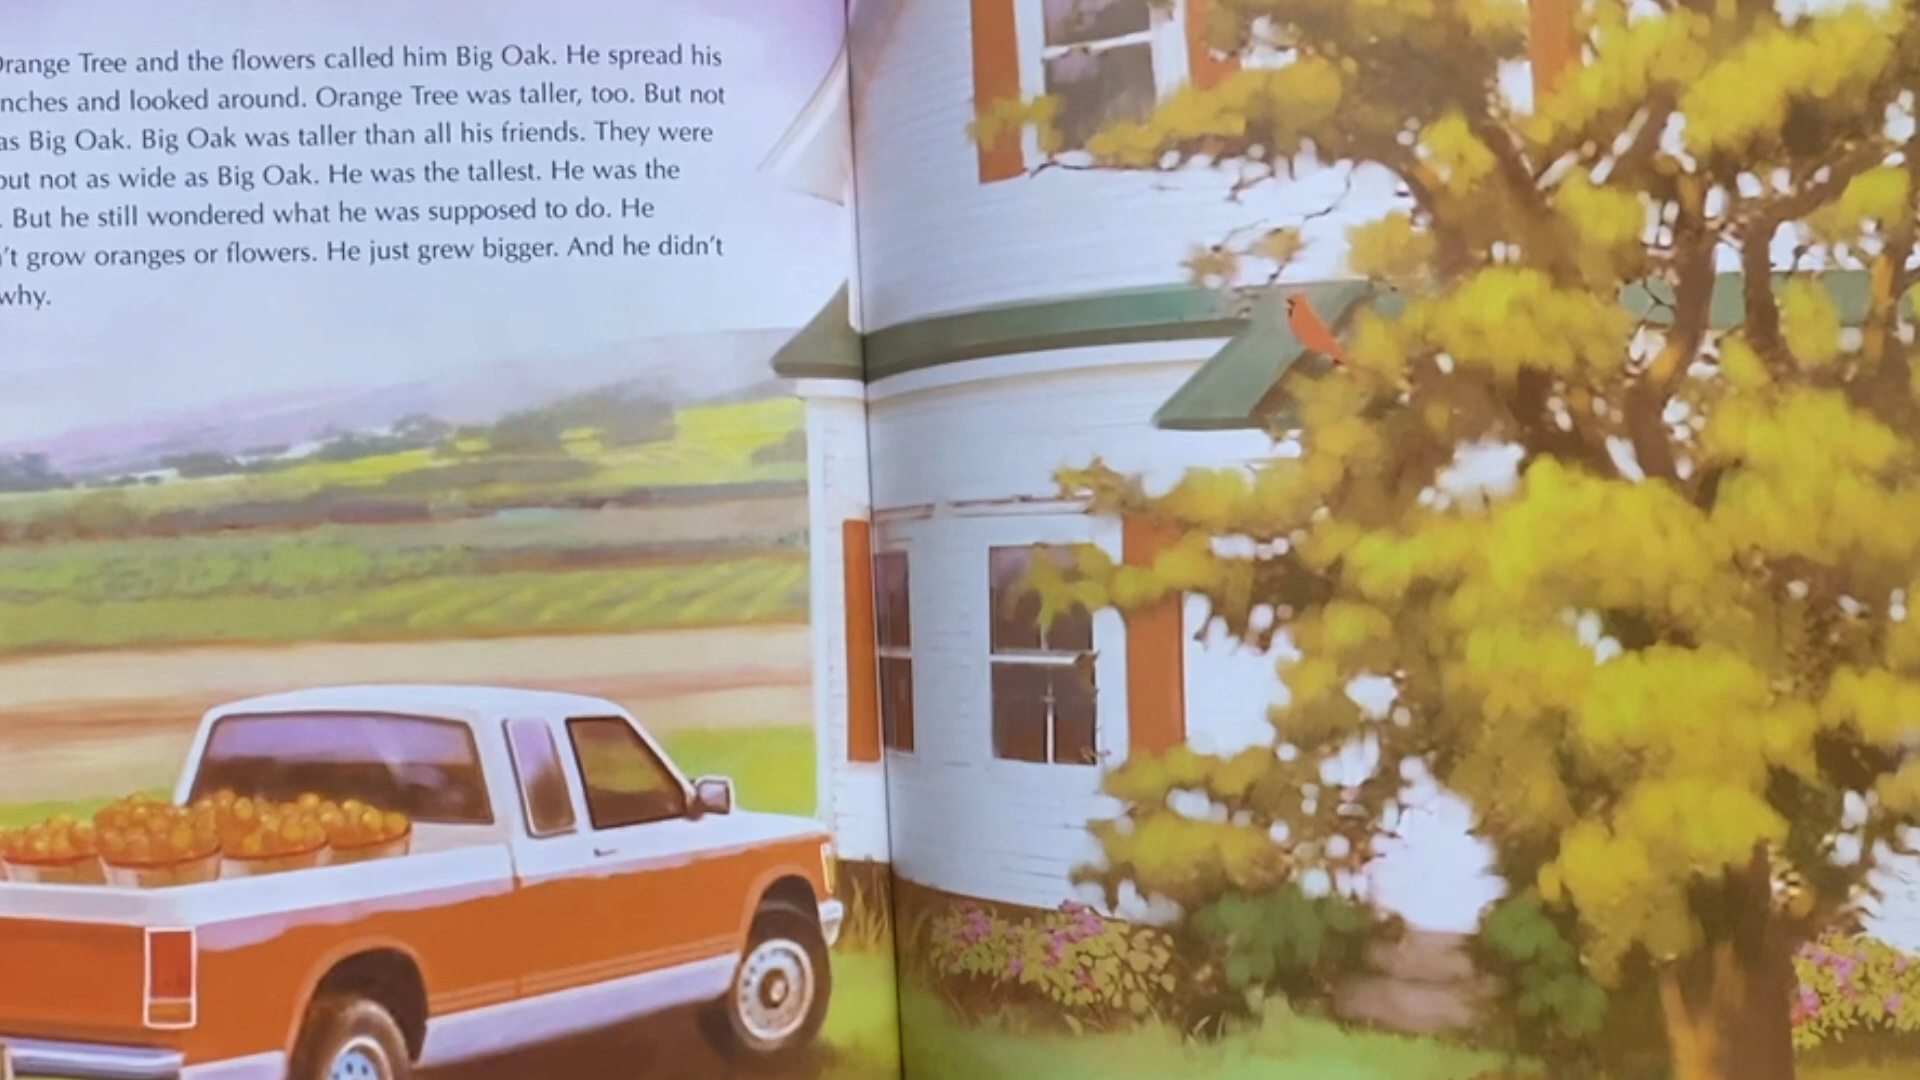 Orange Tree and the flowers called him Big Oak. He spread his
and looked around. Orange Tree was taller, too. But not
as Big Oak. Big Oak was taller than all his friends. They were
but not as wide as Big Oak. He was the tallest. He was the
But he still wondered what he was supposed to do. He
grow oranges or flowers. He just grew bigger. And he didn't
why.